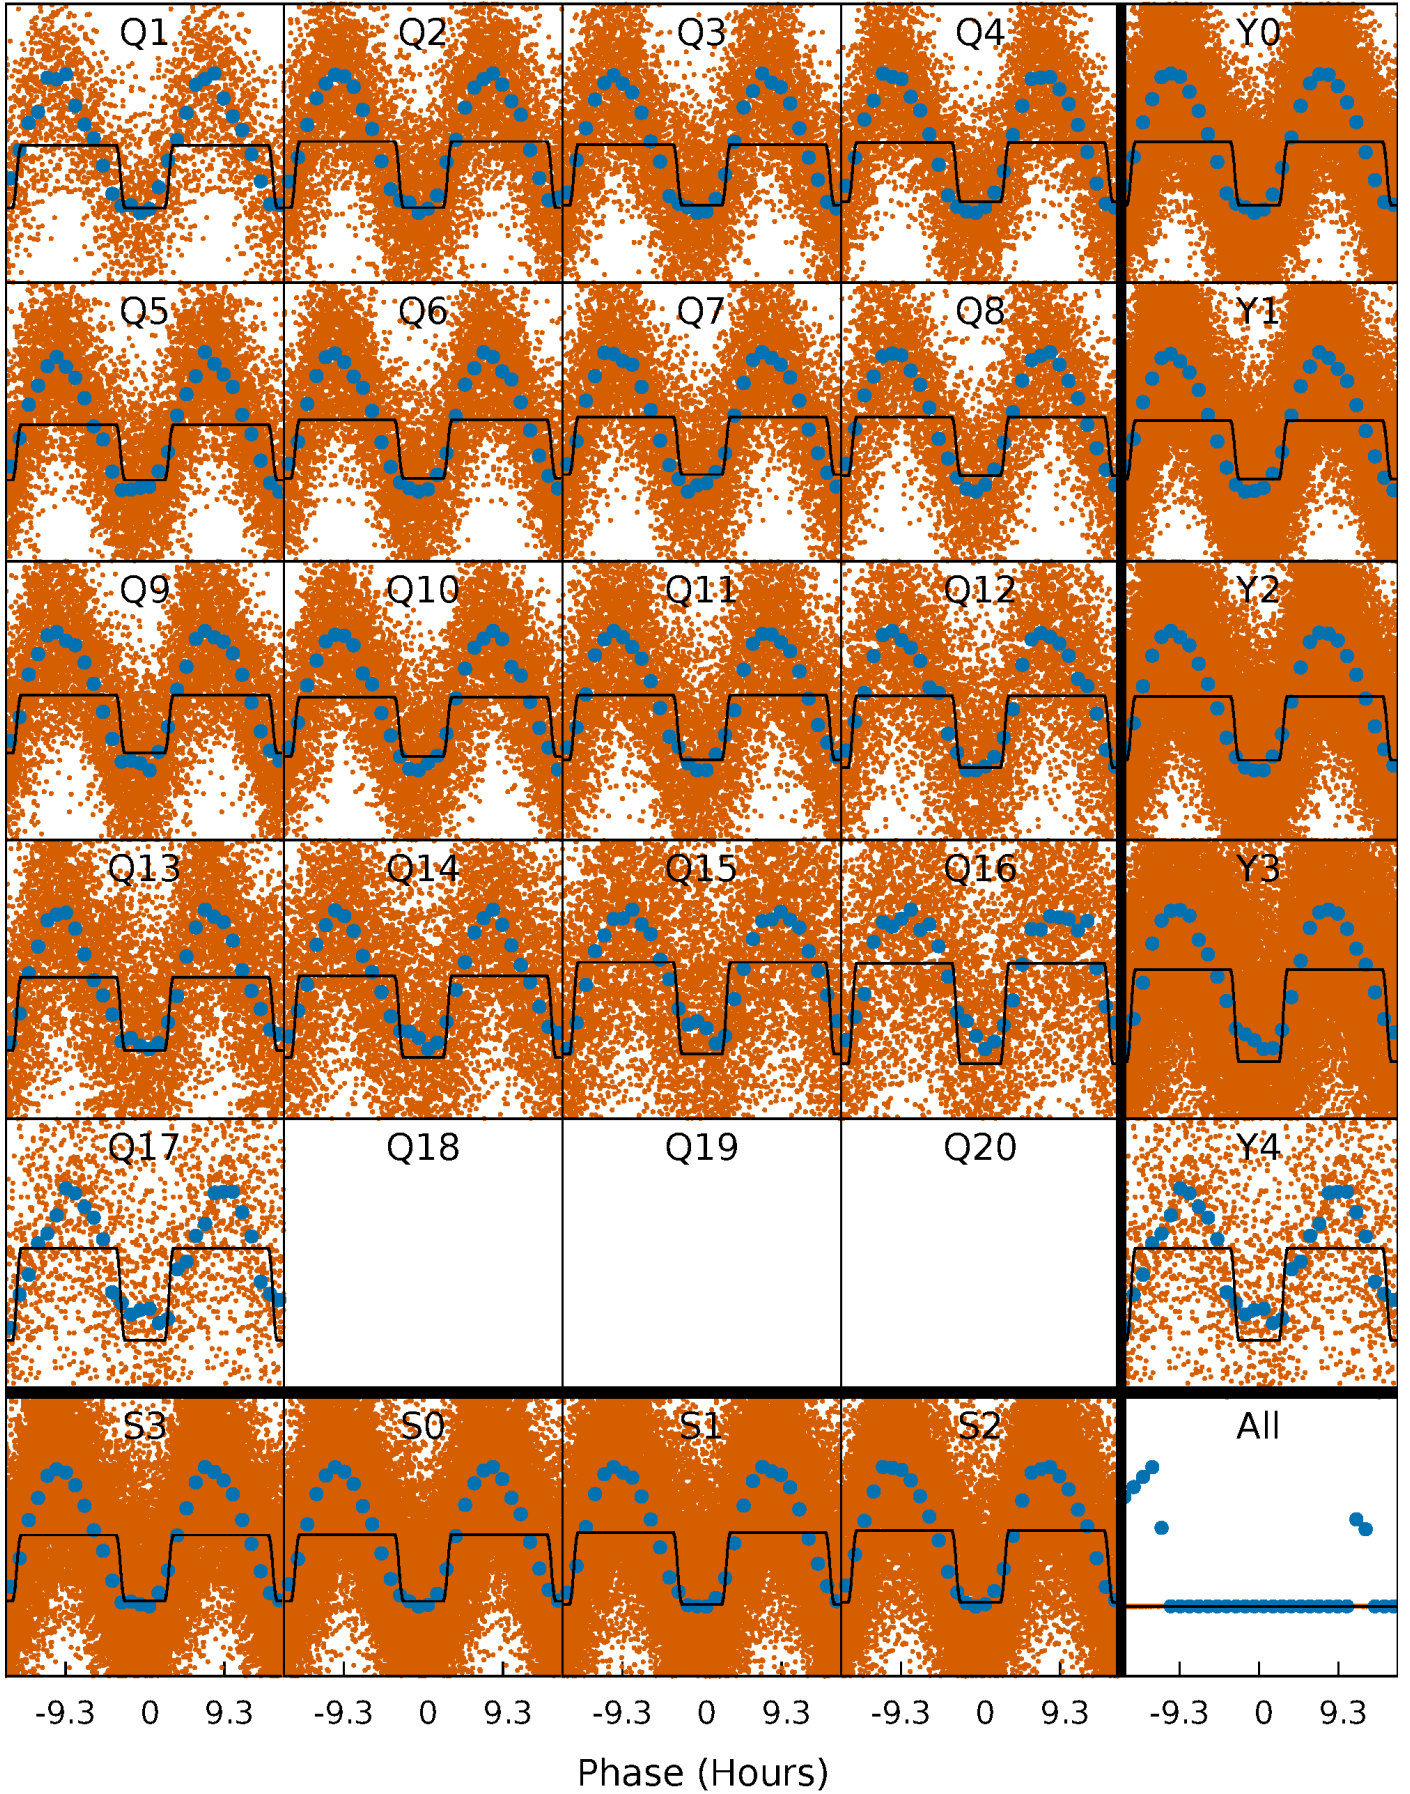 Q1 Q2 Q3 Q4 Y0
Q5 Q6 Q7 Q8 Y1
Q9 Q10 Q11 Q12 Y2
Q13 Q14 Q15 Q16 Y3
Q17 Q18 Q19 Q20 Y4
S3 S0 S1 S2 All
-9.3 0 9.3 -9.3 0 9.3 -9.3 0 9.3 -9.3 0 9.3 -9.3 0 9.3
Phase (Hours)